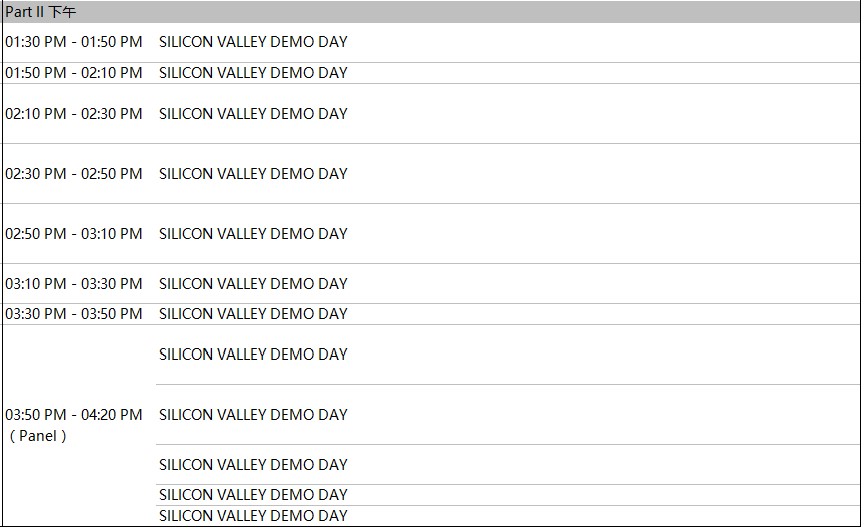 Part II 下午
01:30 PM - 01:50 PM SILICON VALLEY DEMO DAY
01:50 PM - 02:10 PM SILICON VALLEY DEMO DAY
02:10 PM - 02:30 PM SILICON VALLEY DEMO DAY
02:30 PM - 02:50 PM SILICON VALLEY DEMO DAY
02:50 PM - 03:10 PM SILICON VALLEY DEMO DAY
03:10 PM - 03:30 PM SILICON VALLEY DEMO DAY
03:30 PM - 03:50 PM SILICON VALLEY DEMO DAY
SILICON VALLEY DEMO DAY
03:50 PM - 04:20 PM SILICON VALLEY DEMO DAY
（Panel）
SILICON VALLEY DEMO DAY
SILICON VALLEY DEMO DAY
SILICON VALLEY DEMO DAY